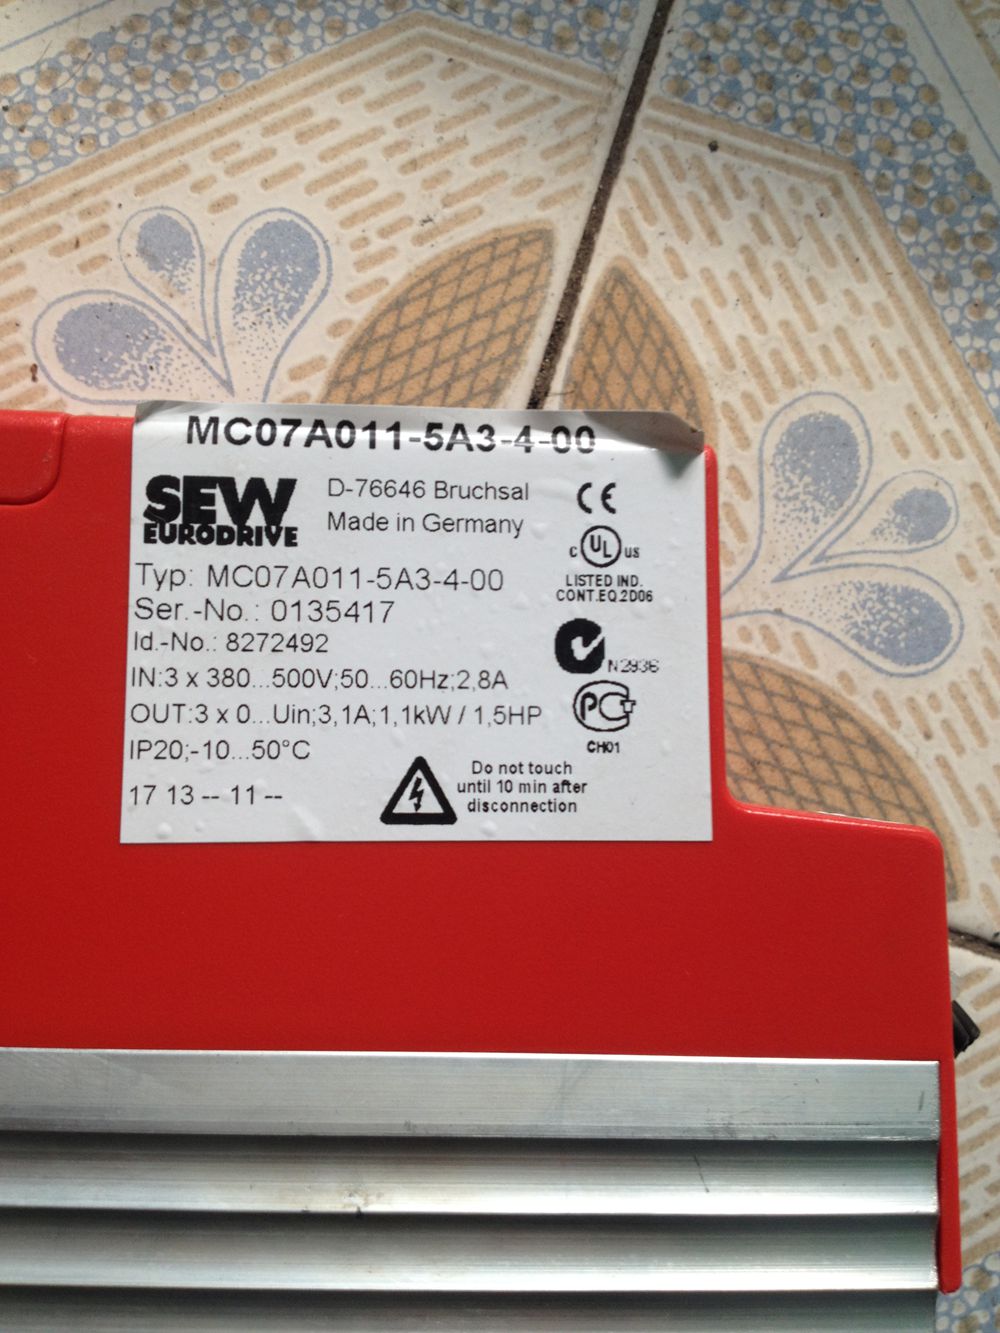 MC07A011-5A3-4-00
SEW
EURODRIVE
D-76646 Bruchsal
Made in Germany
CE
c UL us
LISTED IND.
CONT.EQ.2D06
Typ: MC07A011-5A3-4-00
Ser.-No.: 0135417
Id.-No.: 8272492
N2936
IN:3 x 380...500V;50...60Hz;2,8A
OUT:3 x 0...Uin;3,1A;1,1kW / 1,5HP
PCT
CH01
IP20;-10...50°C
17 13 -- 11 --
Do not touch
until 10 min after
disconnection